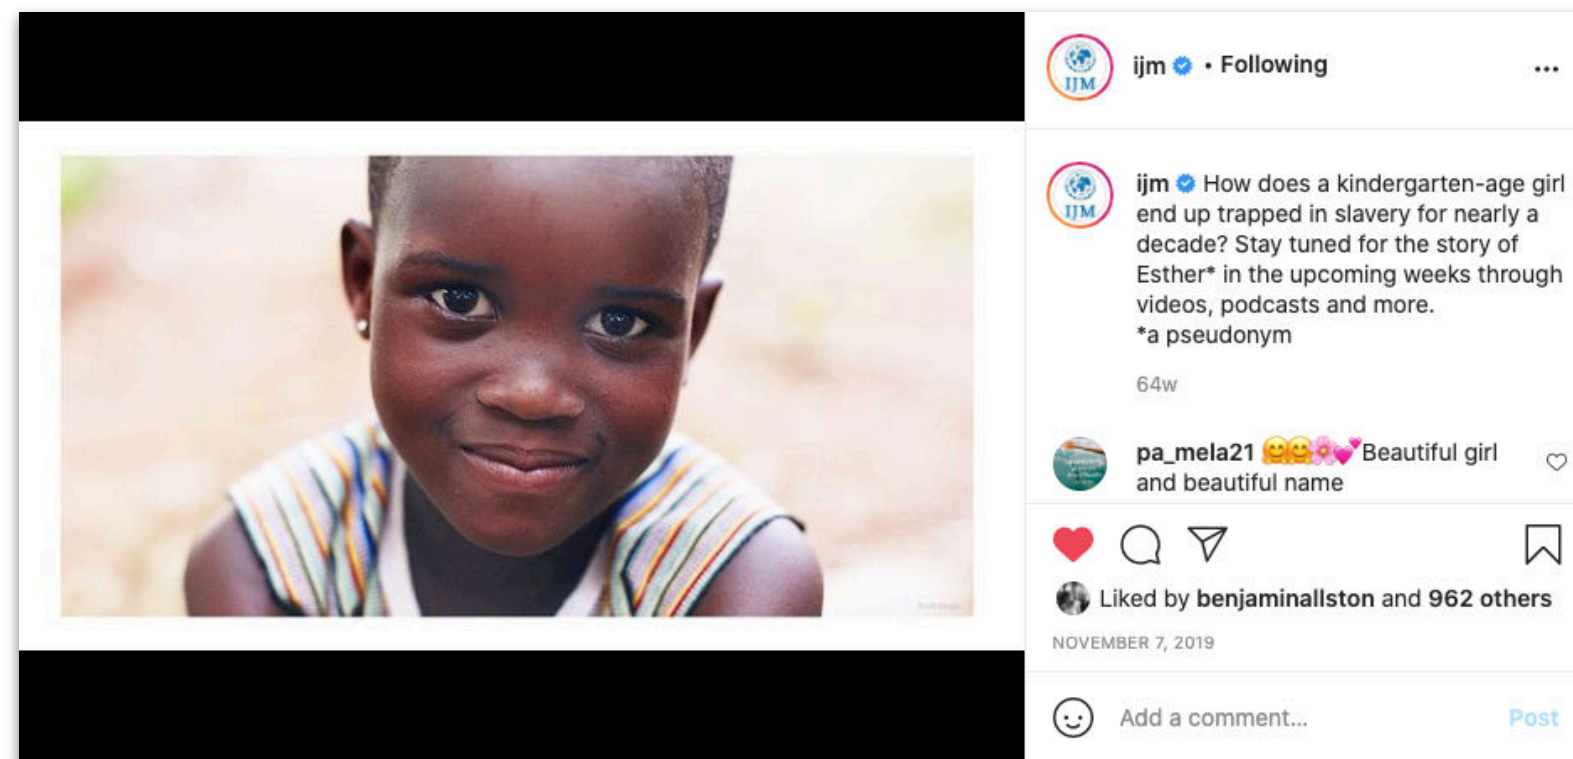 IJM
ijm • Following
IJM
ijm How does a kindergarten-age girl
end up trapped in slavery for nearly a
decade? Stay tuned for the story of
Esther* in the upcoming weeks through
videos, podcasts and more.
*a pseudonym
64w
pa_mela21 🤗🤗🌸💕Beautiful girl
and beautiful name
Liked by benjaminallston and 962 others
NOVEMBER 7, 2019
Add a comment...
Post